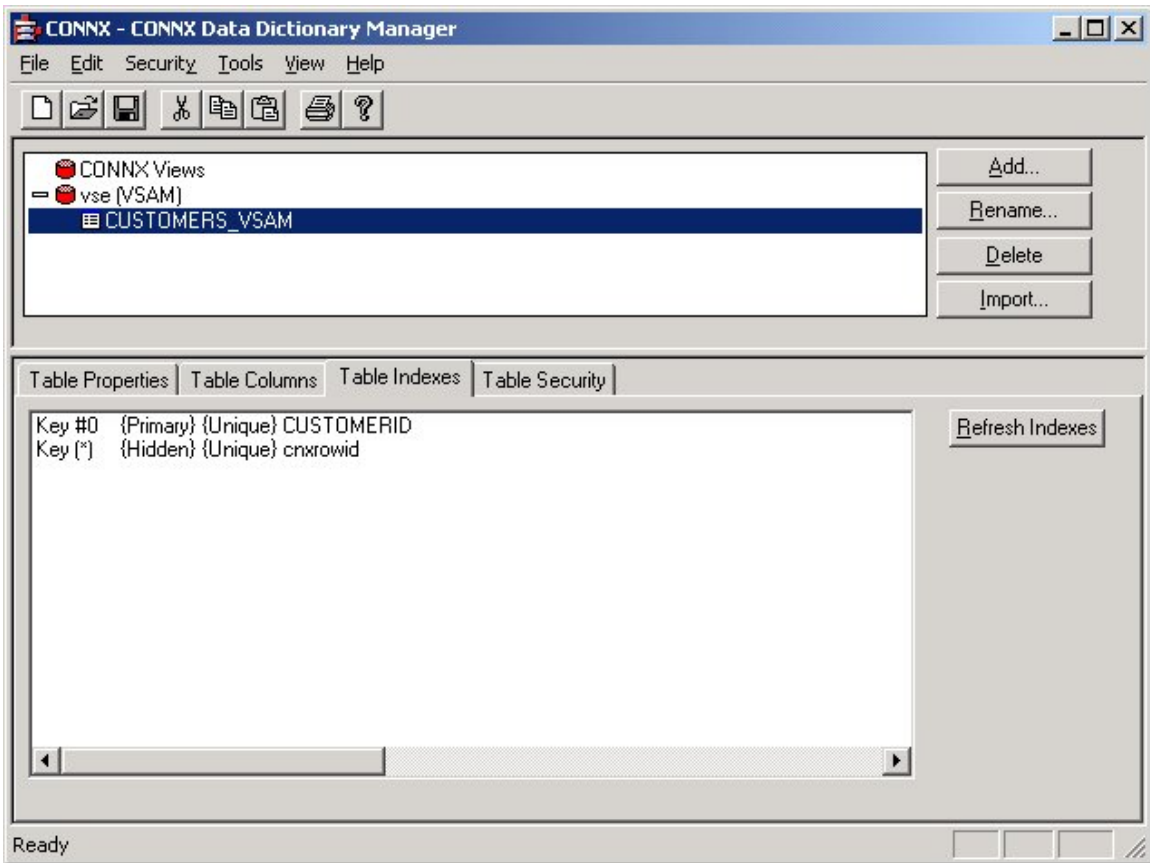 CONNX - CONNX Data Dictionary Manager
File Edit Security Tools View Help
CONNX Views
vse (VSAM)
CUSTOMERS_VSAM
Add...
Rename...
Delete
Import...
Table Properties Table Columns Table Indexes Table Security
Key #0 {Primary} {Unique} CUSTOMERID
Key (*) {Hidden} {Unique} cnxrowid
Refresh Indexes
Ready